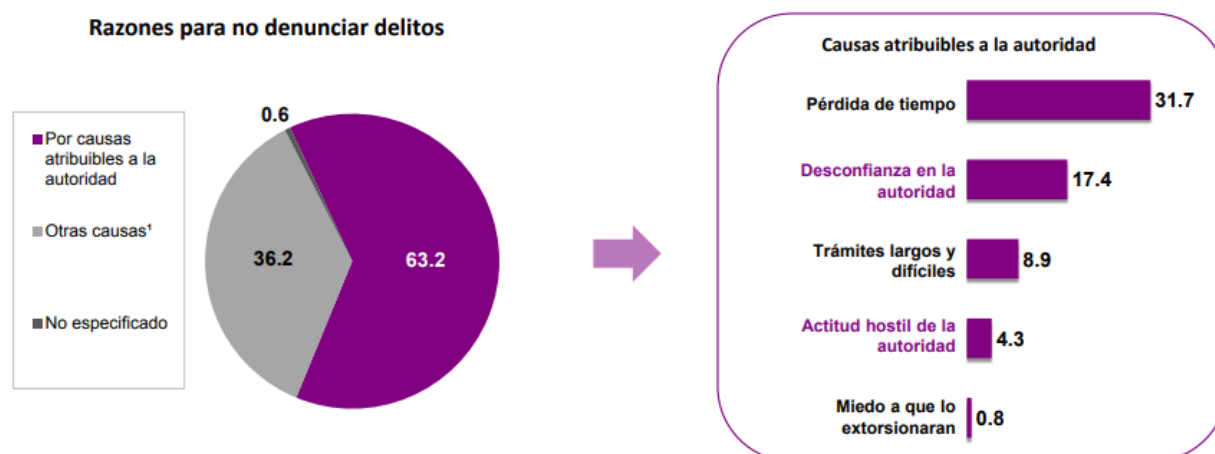 Razones para no denunciar delitos
Por causas
atribuibles a la
autoridad
Otras causas¹
No especificado
0.6
36.2
63.2
Causas atribuibles a la autoridad
Pérdida de tiempo
31.7
Desconfianza en la
autoridad
17.4
Trámites largos y
difíciles
8.9
Actitud hostil de la
autoridad
4.3
Miedo a que lo
extorsionaran
0.8